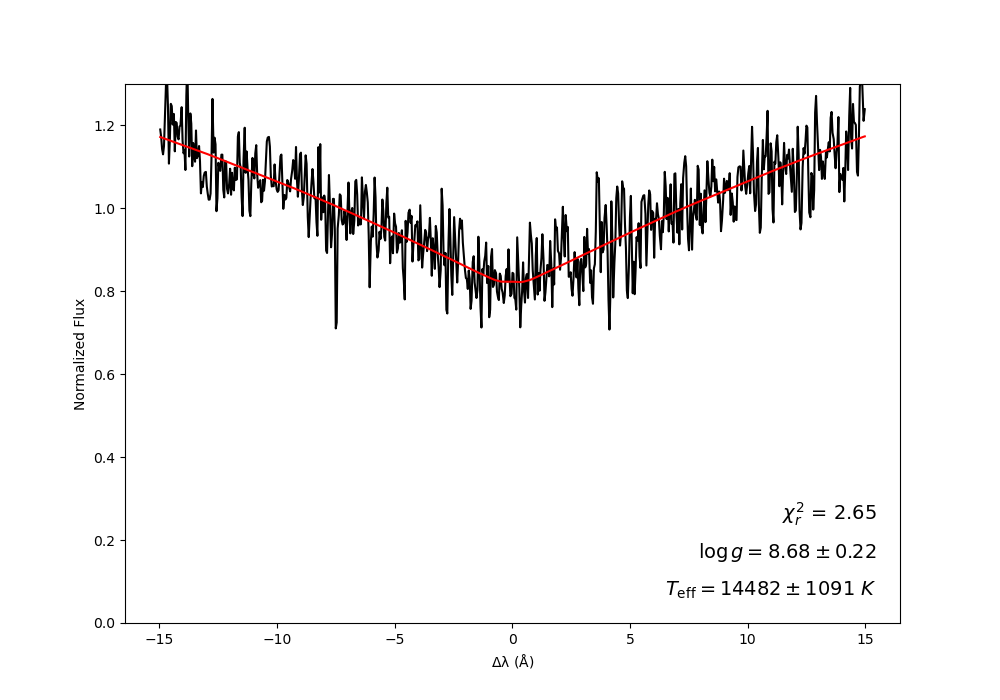 1.2
1.0
0.8
0.6
0.4
0.2
0.0
Normalized Flux
χ²ᵣ = 2.65
log g = 8.68 ± 0.22
T_eff = 14482 ± 1091 K
−15 −10 −5 0 5 10 15
Δλ (Å)